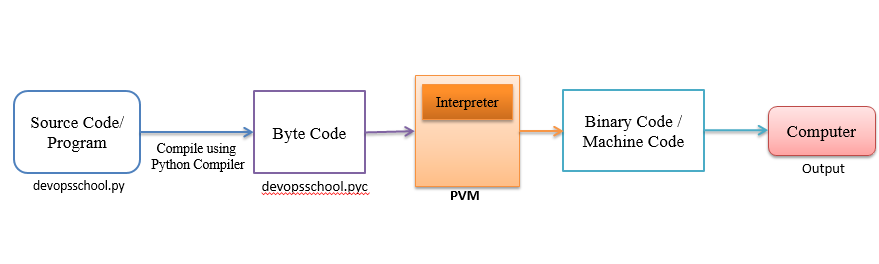 Source Code/
Program
devopsschool.py
Compile using
Python Compiler
Byte Code
devopsschool.pyc
Interpreter
PVM
Binary Code /
Machine Code
Computer
Output